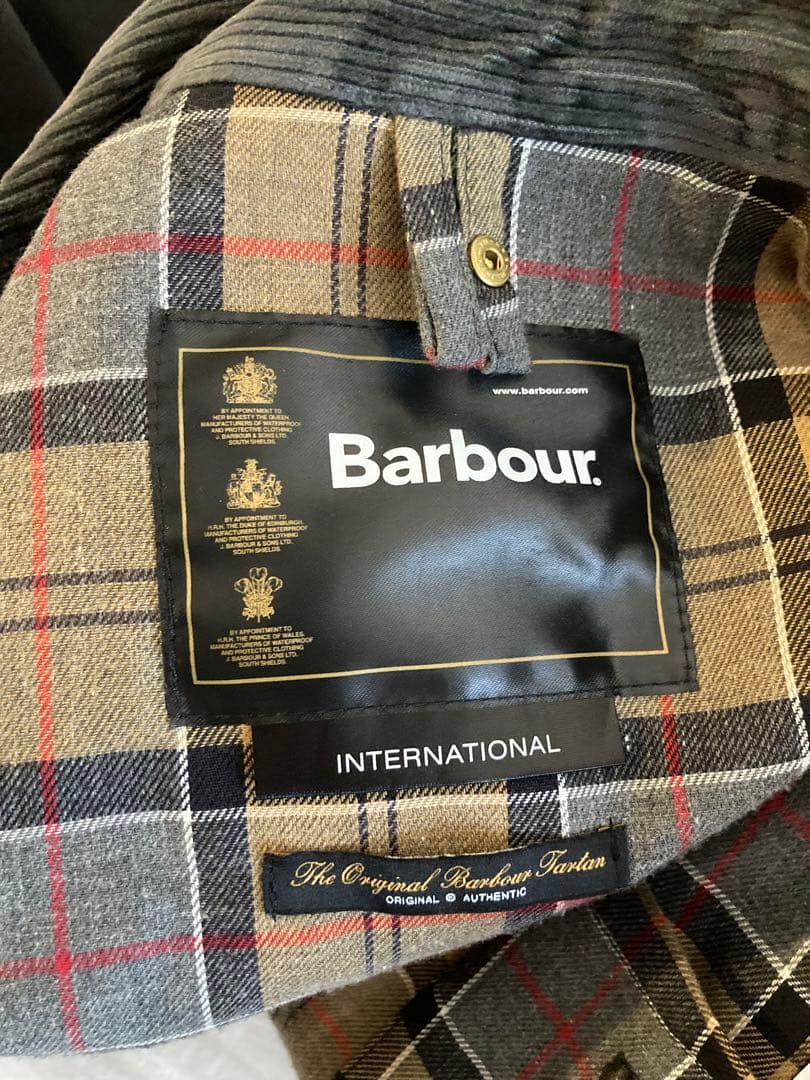 www.barbour.com
Barbour.
BY APPOINTMENT TO
HER MAJESTY THE QUEEN
MANUFACTURERS OF WATERPROOF
AND PROTECTIVE CLOTHING
J. BARBOUR & SONS LTD.
SOUTH SHIELDS.
BY APPOINTMENT TO
H.R.H. THE DUKE OF EDINBURGH,
MANUFACTURERS OF WATERPROOF
AND PROTECTIVE CLOTHING
J. BARBOUR & SONS LTD.
SOUTH SHIELDS.
BY APPOINTMENT TO
H.R.H. THE PRINCE OF WALES,
MANUFACTURERS OF WATERPROOF
AND PROTECTIVE CLOTHING
J. BARBOUR & SONS LTD.
SOUTH SHIELDS.
INTERNATIONAL
The Original Barbour Tartan
ORIGINAL © AUTHENTIC